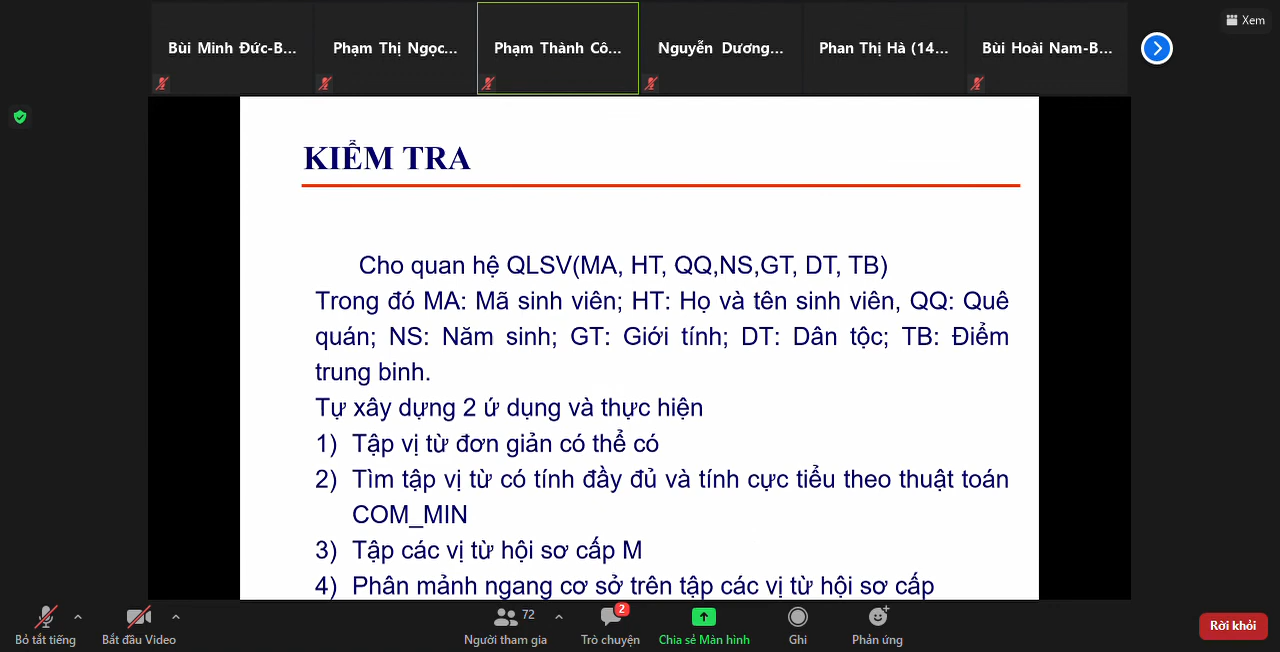 Bùi Minh Đức-B...
Phạm Thị Ngọc...
Phạm Thành Cô...
Nguyễn Dương...
Phan Thị Hà (14...
Bùi Hoài Nam-B...
Xem
KIỂM TRA
Cho quan hệ QLSV(MA, HT, QQ,NS,GT, DT, TB)
Trong đó MA: Mã sinh viên; HT: Họ và tên sinh viên, QQ: Quê
quán; NS: Năm sinh; GT: Giới tính; DT: Dân tộc; TB: Điểm
trung binh.
Tự xây dựng 2 ứ dụng và thực hiện
1) Tập vị từ đơn giản có thể có
2) Tìm tập vị từ có tính đầy đủ và tính cực tiểu theo thuật toán
COM_MIN
3) Tập các vị từ hội sơ cấp M
4) Phân mảnh ngang cơ sở trên tập các vị từ hội sơ cấp
72
2
Bỏ tắt tiếng
Bắt đầu Video
Người tham gia
Trò chuyện
Chia sẻ Màn hình
Ghi
Phản ứng
Rời khỏi